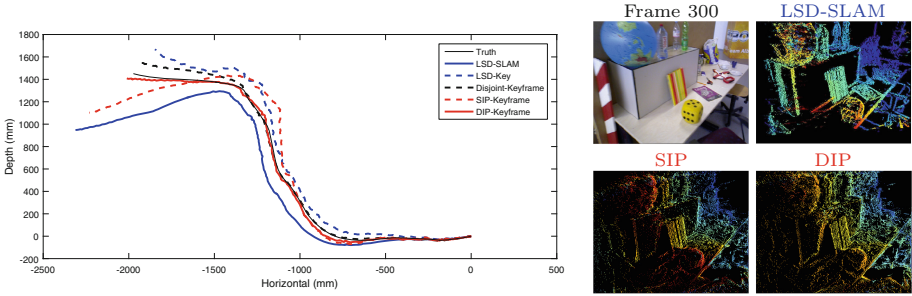 Frame 300
LSD-SLAM
SIP
DIP
1800
1600
1400
1200
1000
800
600
400
200
0
-200
-2500
-2000
-1500
-1000
-500
0
Depth (mm)
Horizontal (mm)
Truth
LSD-SLAM
LSD-Key
Disjoint-Keyframe
SIP-Keyframe
DIP-Keyframe